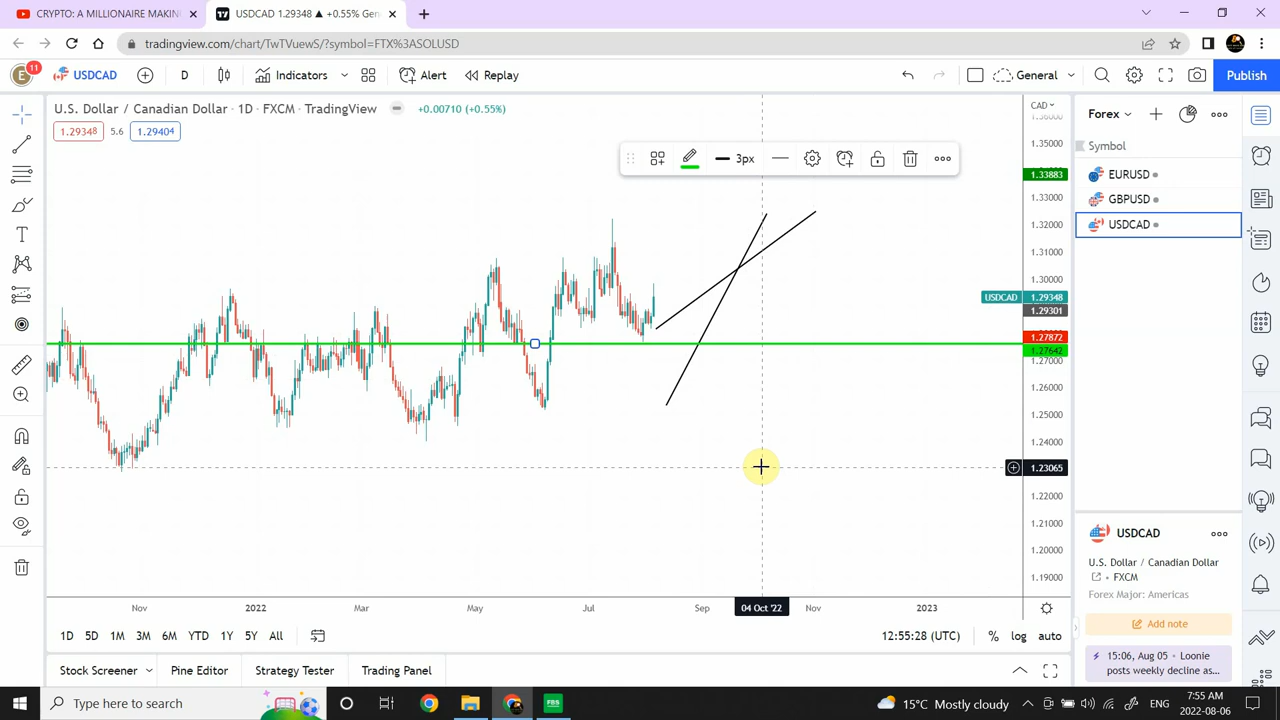 CRYPTO: A MILLIONAIRE MAKIN
USDCAD 1.29348 ▲ +0.55% Gen
tradingview.com/chart/TwTVuewS/?symbol=FTX%3ASOLUSD
E
11
USDCAD
D
Indicators
Alert
Replay
General
Publish
U.S. Dollar / Canadian Dollar · 1D · FXCM · TradingView
+0.00710 (+0.55%)
1.29348
5.6
1.29404
3px
CAD
1.36000
1.35000
1.33883
1.33000
1.32000
1.31000
1.30000
USDCAD
1.29348
1.29301
1.27872
1.27642
1.27000
1.26000
1.25000
1.24000
1.23065
1.22000
1.21000
1.20000
1.19000
Nov
2022
Mar
May
Jul
Sep
04 Oct '22
Nov
2023
1D
5D
1M
3M
6M
YTD
1Y
5Y
All
12:55:28 (UTC)
%
log
auto
Stock Screener
Pine Editor
Strategy Tester
Trading Panel
Forex
Symbol
EURUSD
GBPUSD
USDCAD
USDCAD
U.S. Dollar / Canadian Dollar
FXCM
Forex Major: Americas
Add note
15:06, Aug 05 • Loonie
posts weekly decline as...
Type here to search
FBS
15°C Mostly cloudy
ENG
7:55 AM
2022-08-06